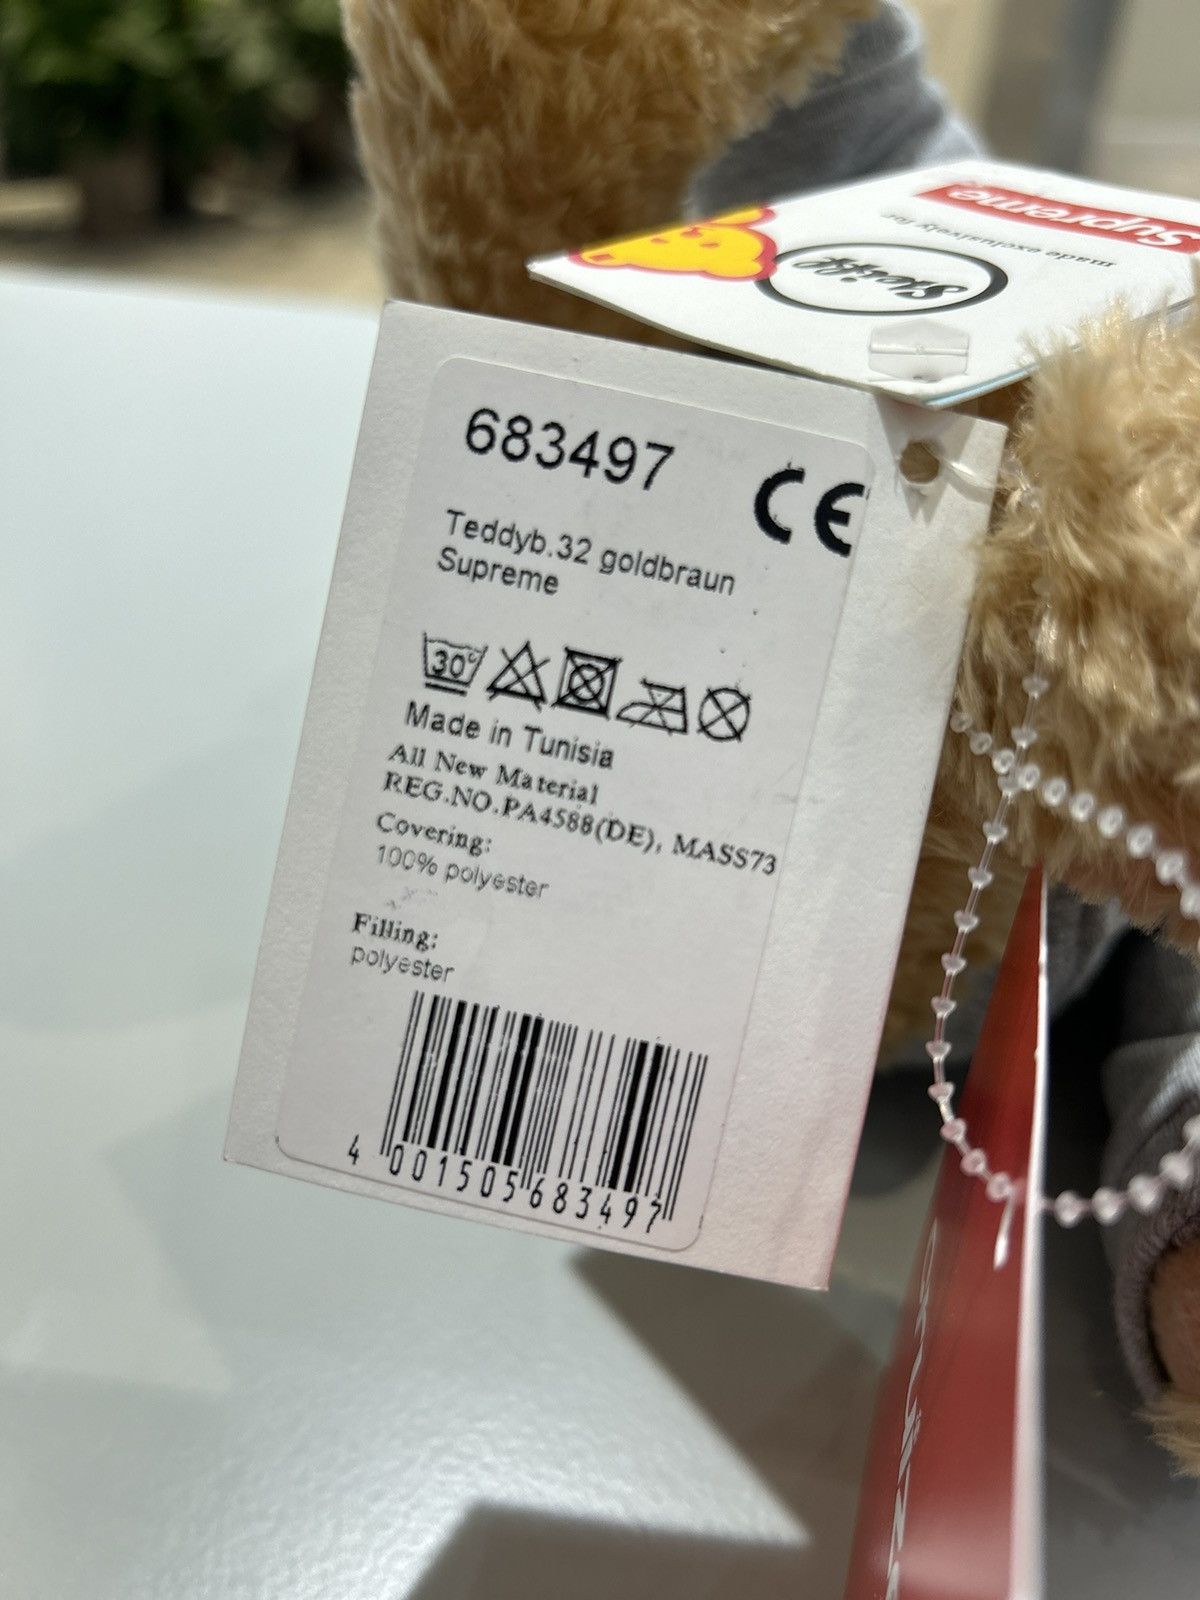 Supreme
made exclusively for
Steiff
683497
CE
Teddyb.32 goldbraun
Supreme
30°
Made in Tunisia
All New Material
REG.NO.PA4588(DE), MASS73
Covering:
100% polyester
Filling:
polyester
4 001505 683497